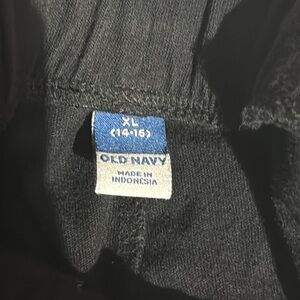 XL
(14-16)
OLD NAVY
MADE IN
INDONESIA